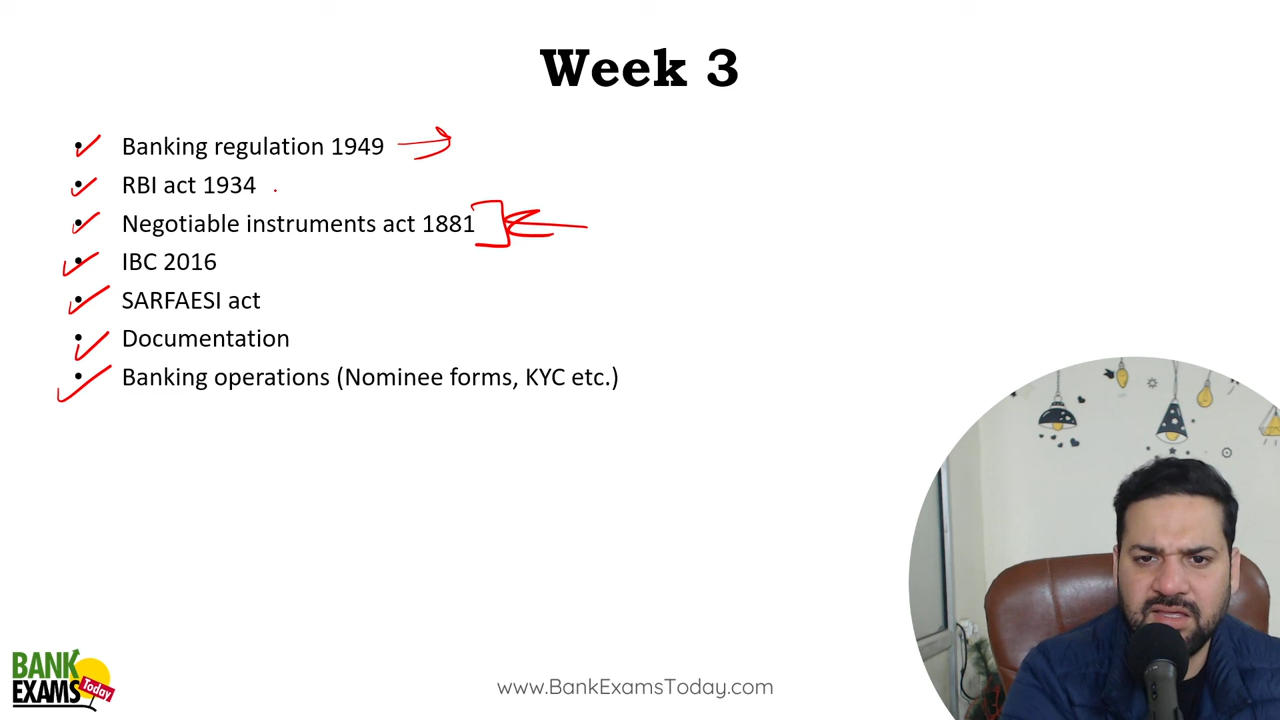 Week 3
• Banking regulation 1949
• RBI act 1934
• Negotiable instruments act 1881
• IBC 2016
• SARFAESI act
• Documentation
• Banking operations (Nominee forms, KYC etc.)
BANK
EXAMS
Today
www.BankExamsToday.com